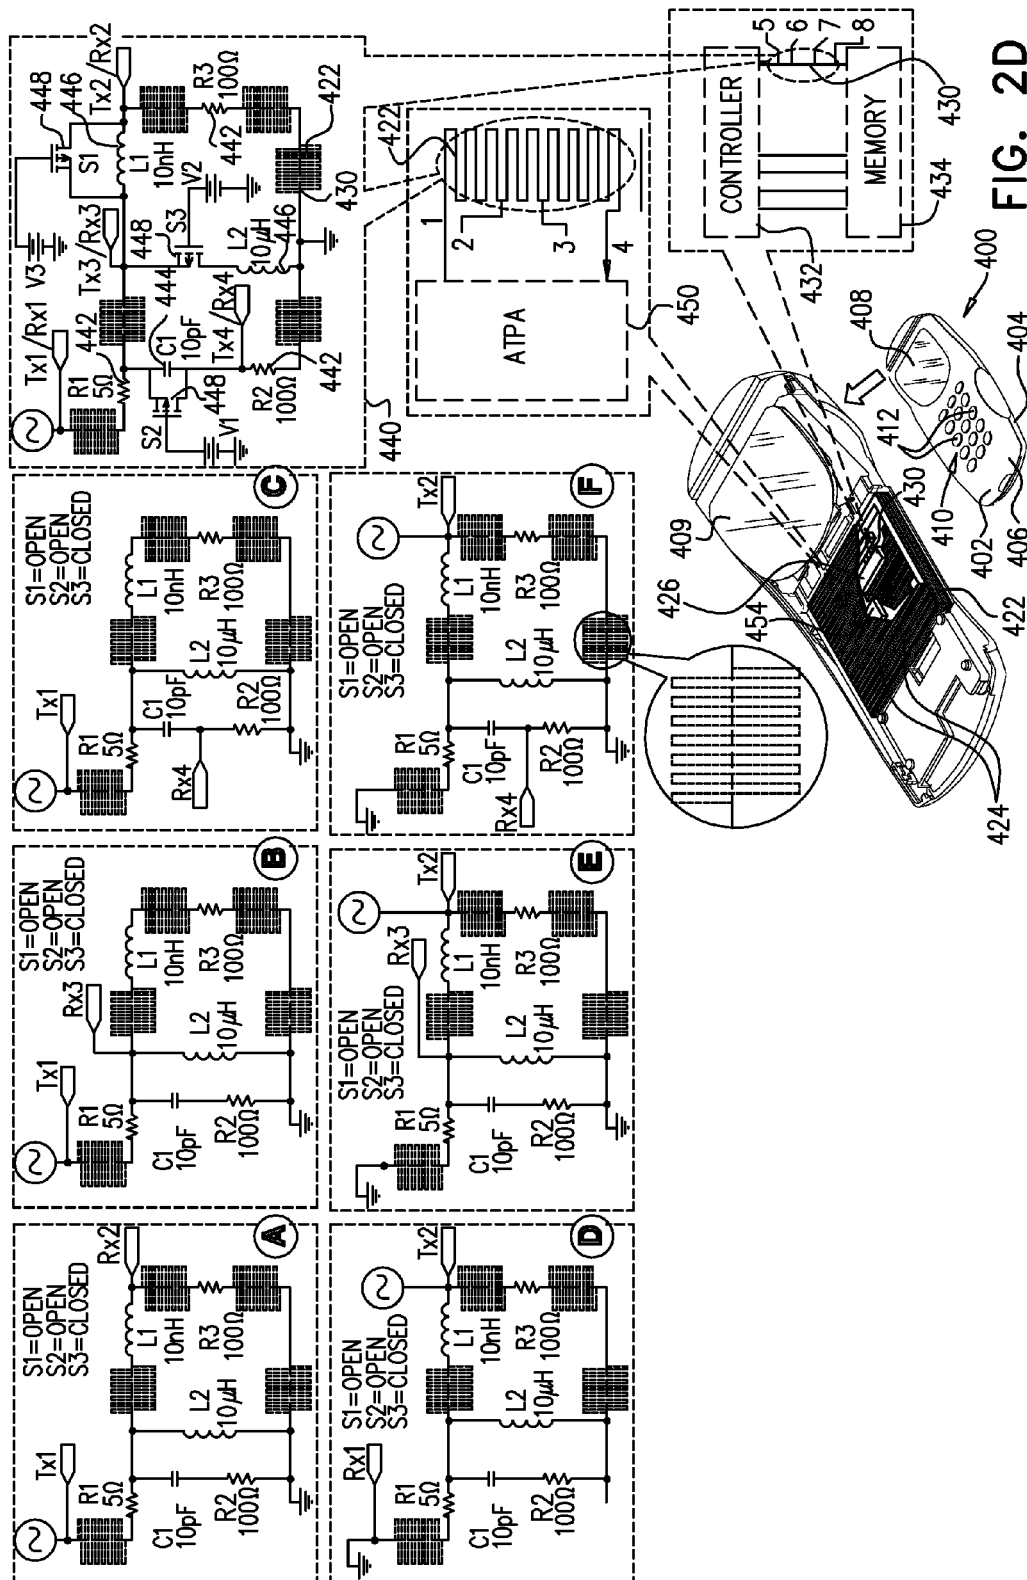 S1=OPEN
S2=OPEN
S3=CLOSED
Tx1
Rx2
R1
5Ω
L1
10nH
C1
10pF
L2
10μH
R2
100Ω
R3
100Ω
A
S1=OPEN
S2=OPEN
S3=CLOSED
Tx1
Rx3
R1
5Ω
L1
10nH
C1
10pF
L2
10μH
R2
100Ω
R3
100Ω
B
S1=OPEN
S2=OPEN
S3=CLOSED
Tx1
Rx4
R1
5Ω
L1
10nH
C1
10pF
L2
10μH
R2
100Ω
R3
100Ω
C
Tx1/Rx1
Tx3/Rx3
Tx2/Rx2
Tx4/Rx4
442
R1
5Ω
V3
S1
448
446
L1
10nH
R3
100Ω
442
422
430
444
C1
10pF
448
S3
V2
L2
10μH
446
S2
448
V1
R2
100Ω
442
440
S1=OPEN
S2=OPEN
S3=CLOSED
Rx1
Tx2
R1
5Ω
L1
10nH
C1
10pF
L2
10μH
R2
100Ω
R3
100Ω
D
S1=OPEN
S2=OPEN
S3=CLOSED
Rx3
Tx2
R1
5Ω
L1
10nH
C1
10pF
L2
10μH
R2
100Ω
R3
100Ω
E
S1=OPEN
S2=OPEN
S3=CLOSED
Tx2
Rx4
R1
5Ω
L1
10nH
C1
10pF
L2
10μH
R2
100Ω
R3
100Ω
F
ATPA
1
2
3
4
422
450
CONTROLLER
432
MEMORY
434
5
6
7
8
430
409
426
454
424
422
430
410
412
402
406
404
408
400
FIG. 2D